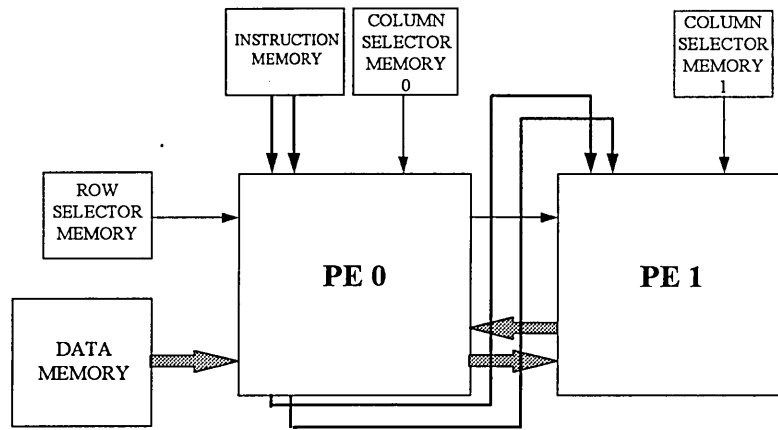 INSTRUCTION
MEMORY
COLUMN
SELECTOR
MEMORY
0
COLUMN
SELECTOR
MEMORY
1
ROW
SELECTOR
MEMORY
PE 0
PE 1
DATA
MEMORY